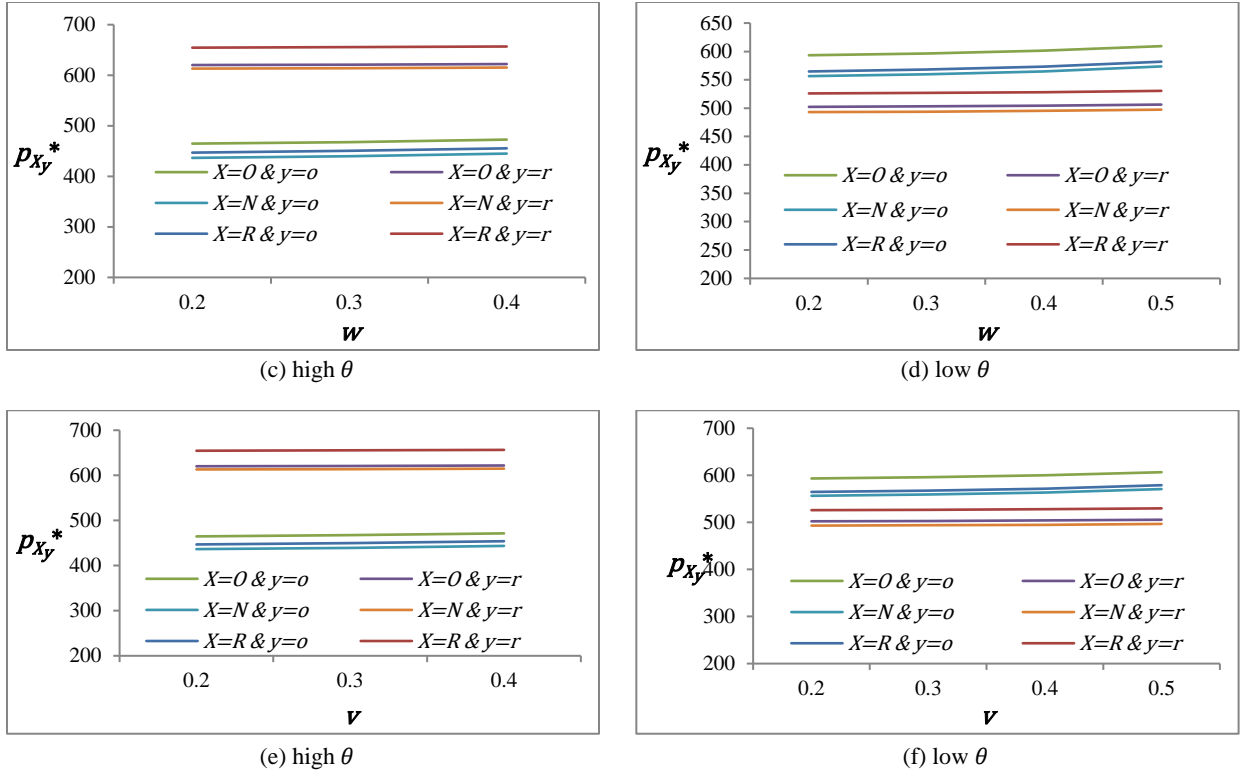 700
600
500
400
300
200
p_{X_y}*
X=O & y=o
X=O & y=r
X=N & y=o
X=N & y=r
X=R & y=o
X=R & y=r
0.2 0.3 0.4
w
(c) high θ
650
600
550
500
450
400
350
300
250
200
p_{X_y}*
X=O & y=o
X=O & y=r
X=N & y=o
X=N & y=r
X=R & y=o
X=R & y=r
0.2 0.3 0.4 0.5
w
(d) low θ
700
600
500
400
300
200
p_{X_y}*
X=O & y=o
X=O & y=r
X=N & y=o
X=N & y=r
X=R & y=o
X=R & y=r
0.2 0.3 0.4
v
(e) high θ
700
600
500
400
300
200
p_{X_y}*
X=O & y=o
X=O & y=r
X=N & y=o
X=N & y=r
X=R & y=o
X=R & y=r
0.2 0.3 0.4 0.5
v
(f) low θ